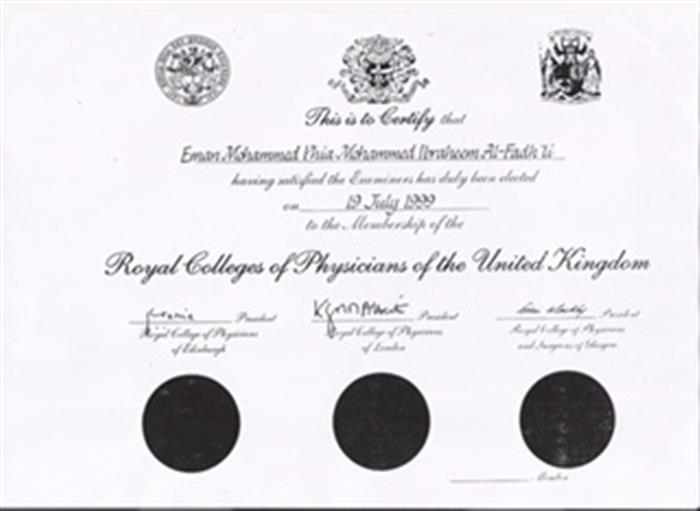 This is to Certify that
Eman Mohammed Dhia Mohammed Ibraheem Al-Fadh'li
having satisfied the Examiners has duly been elected
on 19 July 1999
to the Membership of the
Royal Colleges of Physicians of the United Kingdom
President President President
Royal College of Physicians Royal College of Physicians Royal College of Physicians
of Edinburgh of London and Surgeons of Glasgow